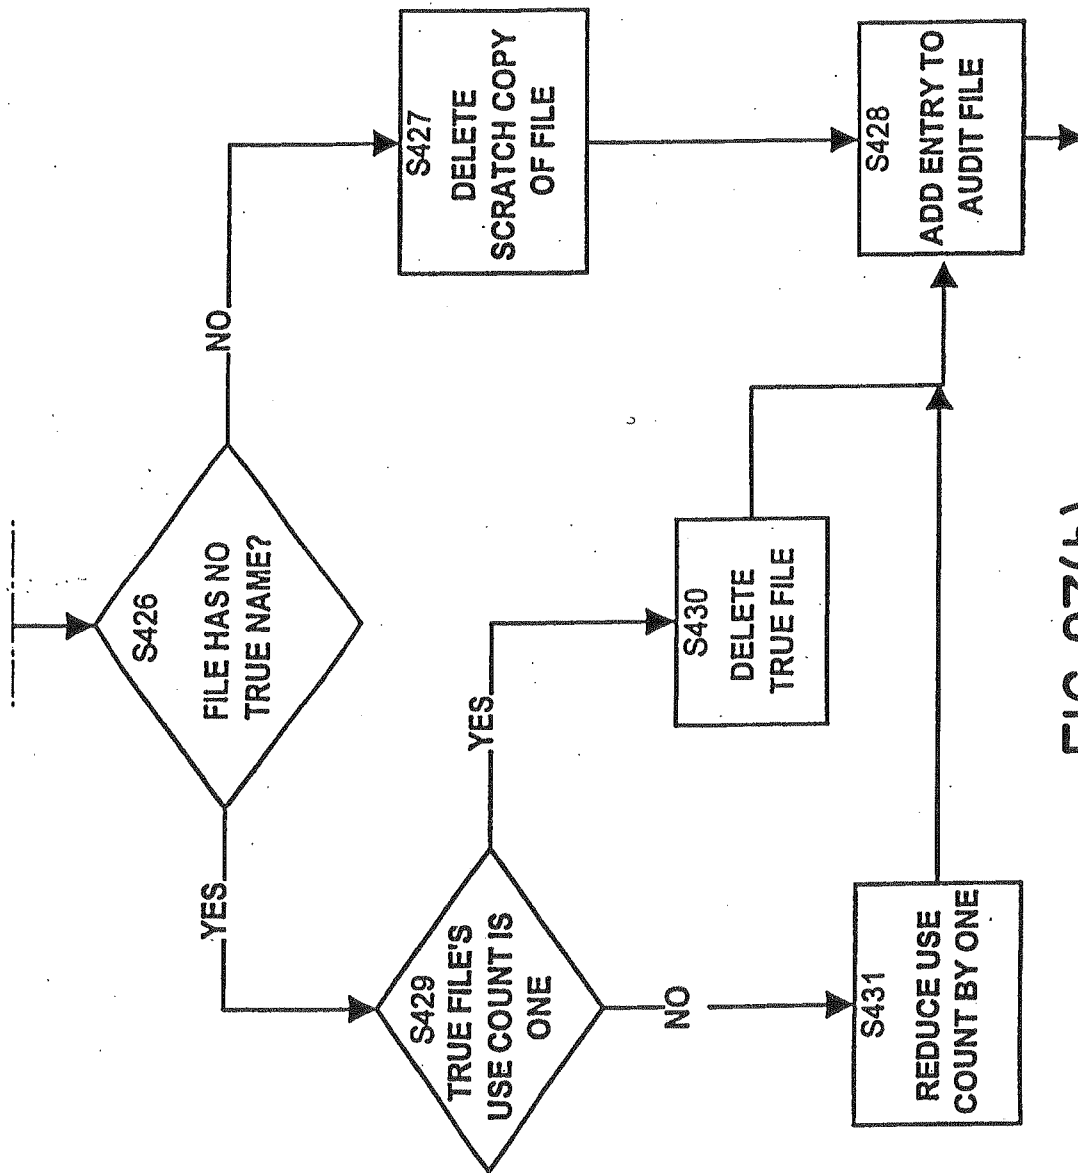 S426
FILE HAS NO
TRUE NAME?
NO
YES
S427
DELETE
SCRATCH COPY
OF FILE
S429
TRUE FILE'S
USE COUNT IS
ONE
YES
NO
S430
DELETE
TRUE FILE
S431
REDUCE USE
COUNT BY ONE
S428
ADD ENTRY TO
AUDIT FILE